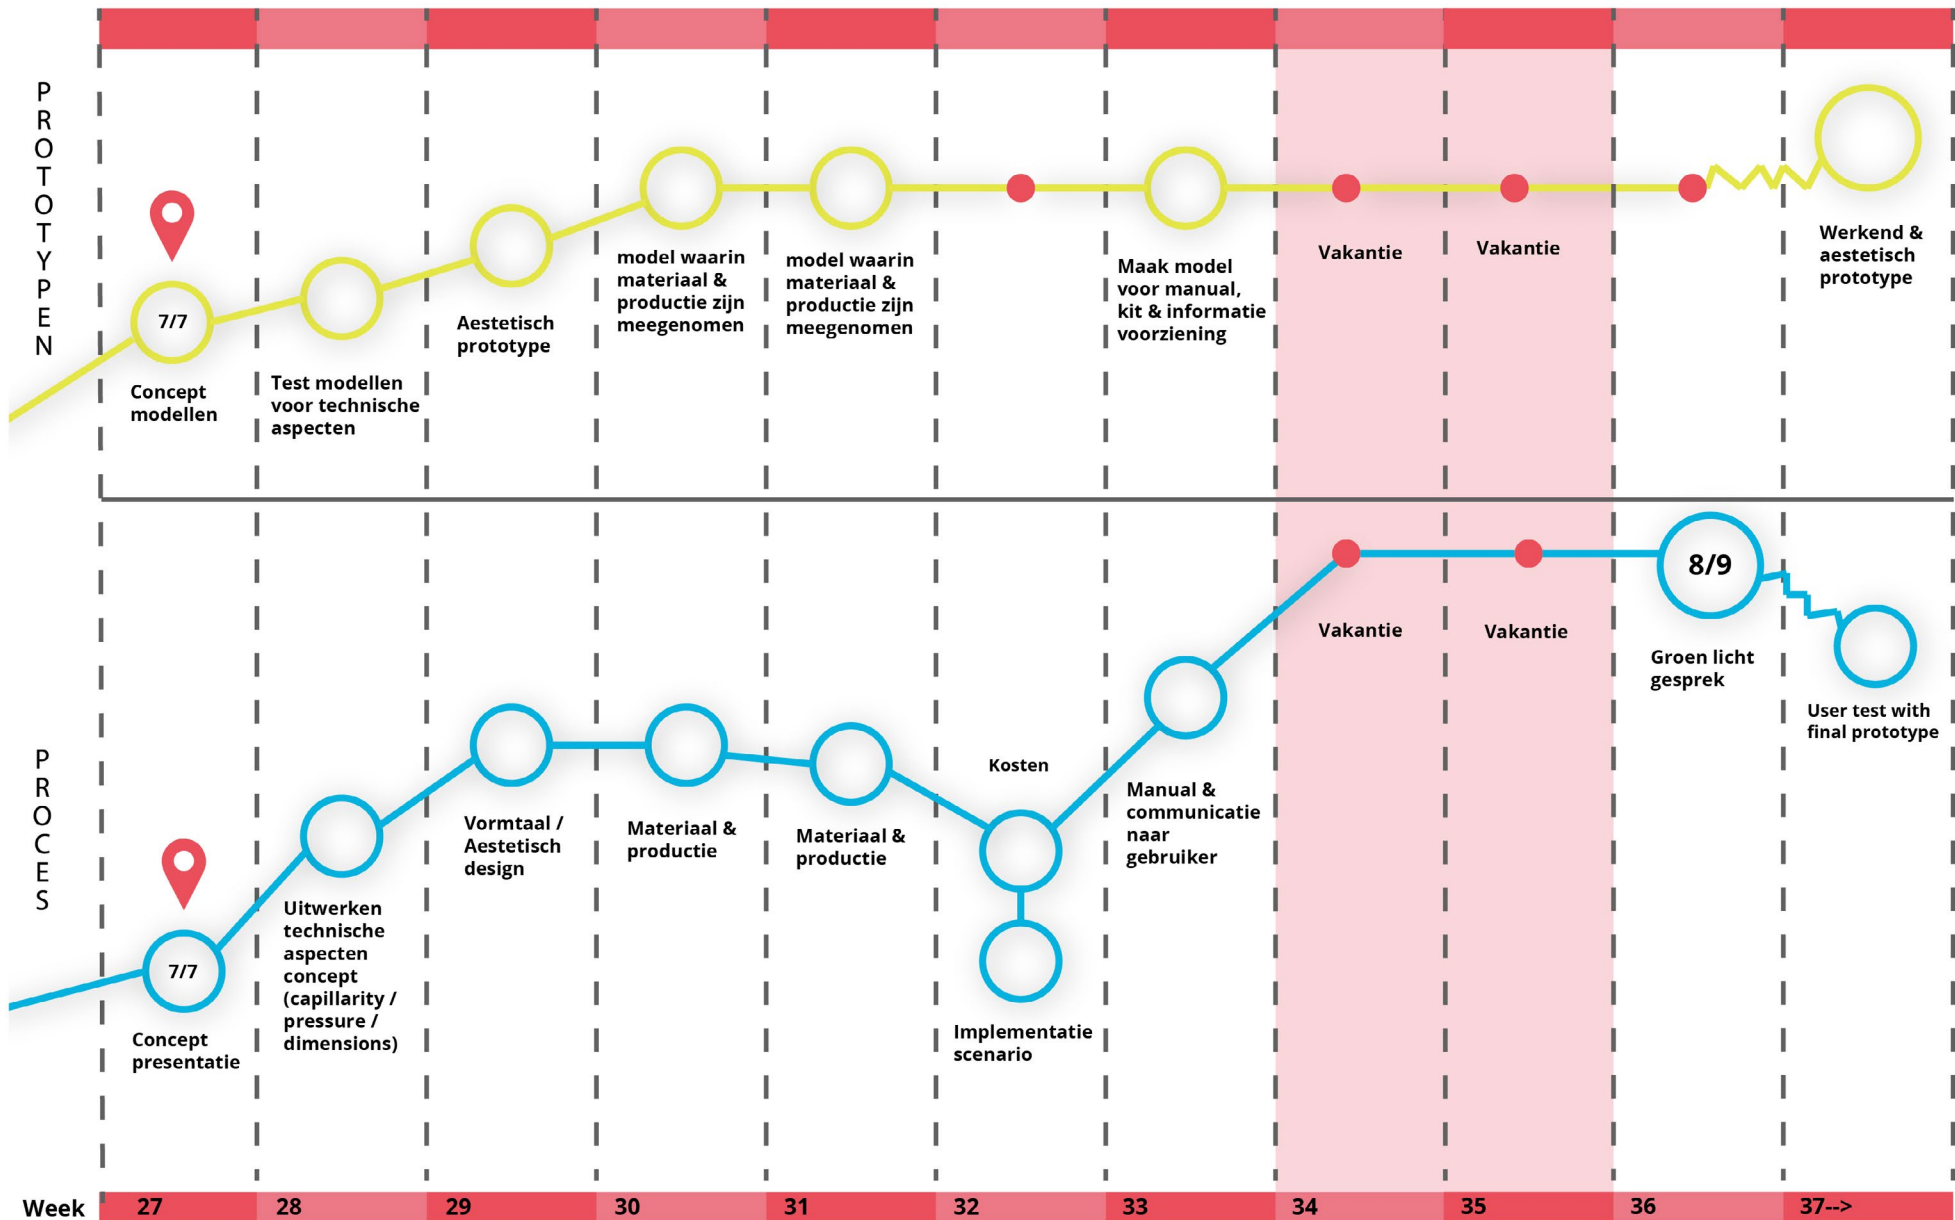 PROTOTYPEN
7/7
Concept
modellen
Test modellen
voor technische
aspecten
Aestetisch
prototype
model waarin
materiaal &
productie zijn
meegenomen
model waarin
materiaal &
productie zijn
meegenomen
Maak model
voor manual,
kit & informatie
voorziening
Vakantie
Vakantie
Werkend &
aestetisch
prototype
PROCES
7/7
Concept
presentatie
Uitwerken
technische
aspecten
concept
(capillarity /
pressure /
dimensions)
Vormtaal /
Aestetisch
design
Materiaal &
productie
Materiaal &
productie
Kosten
Implementatie
scenario
Manual &
communicatie
naar
gebruiker
Vakantie
Vakantie
8/9
Groen licht
gesprek
User test with
final prototype
Week 27 28 29 30 31 32 33 34 35 36 37-->